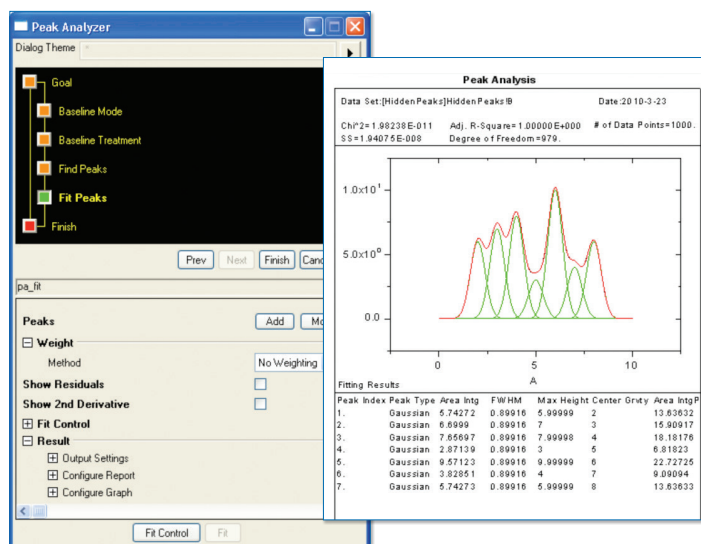 Peak Analyzer
Dialog Theme *
Goal
Baseline Mode
Baseline Treatment
Find Peaks
Fit Peaks
Finish
Prev Next Finish Canc
pa_fit
Peaks Add Mo
Weight
Method No Weighting
Show Residuals
Show 2nd Derivative
Fit Control
Result
Output Settings
Configure Report
Configure Graph
Fit Control Fit
Peak Analysis
Data Set:[HiddenPeaks]HiddenPeaks!B Date:2010-3-23
Chi^2=1.98238E-011 Adj. R-Square=1.00000E+000 # of Data Points=1000.
SS=1.94075E-008 Degree of Freedom=979.
1.0x10¹
5.0x10⁰
0.0
0 5 10
A
Fitting Results
Peak Index Peak Type Area Intg FWHM Max Height Center Grvty Area IntgP
1. Gaussian 5.74272 0.89916 5.99999 2 13.63632
2. Gaussian 6.6999 0.89916 7 3 15.90917
3. Gaussian 7.65697 0.89916 7.99998 4 18.18176
4. Gaussian 2.87139 0.89916 3 5 6.81823
5. Gaussian 9.57123 0.89916 9.99999 6 22.72725
6. Gaussian 3.82851 0.89916 4 7 9.09094
7. Gaussian 5.74273 0.89916 5.99999 8 13.63633